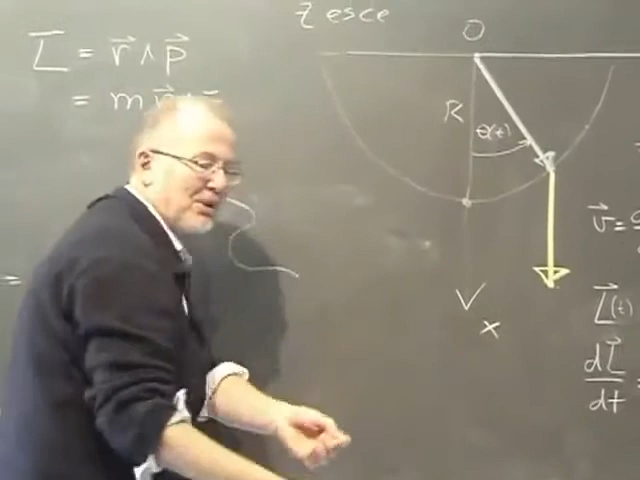 z esce
L⃗ = r⃗ ∧ p⃗
= m
O
R
θ(t)
x
v⃗ =
L⃗(t)
dL⃗/dt =
=